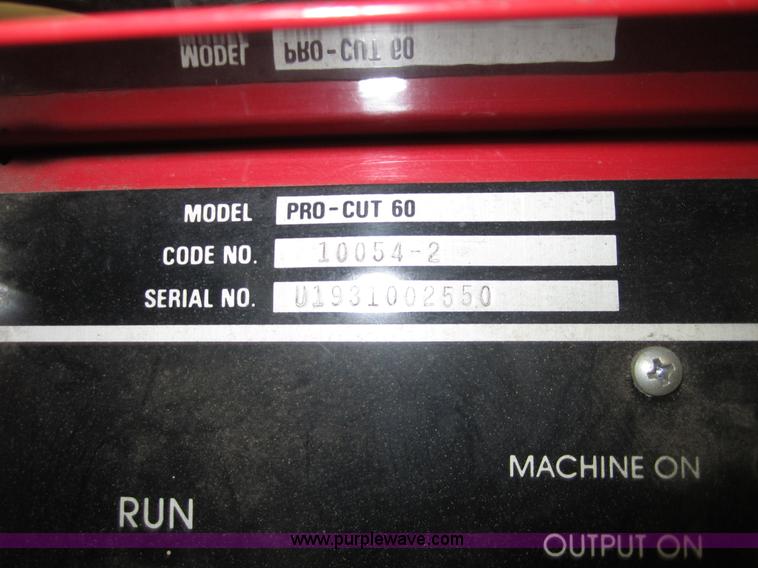 MODEL PRO-CUT 60
MODEL PRO-CUT 60
CODE NO. 10054-2
SERIAL NO. U1931002550
MACHINE ON
RUN
www.purplewave.com
OUTPUT ON